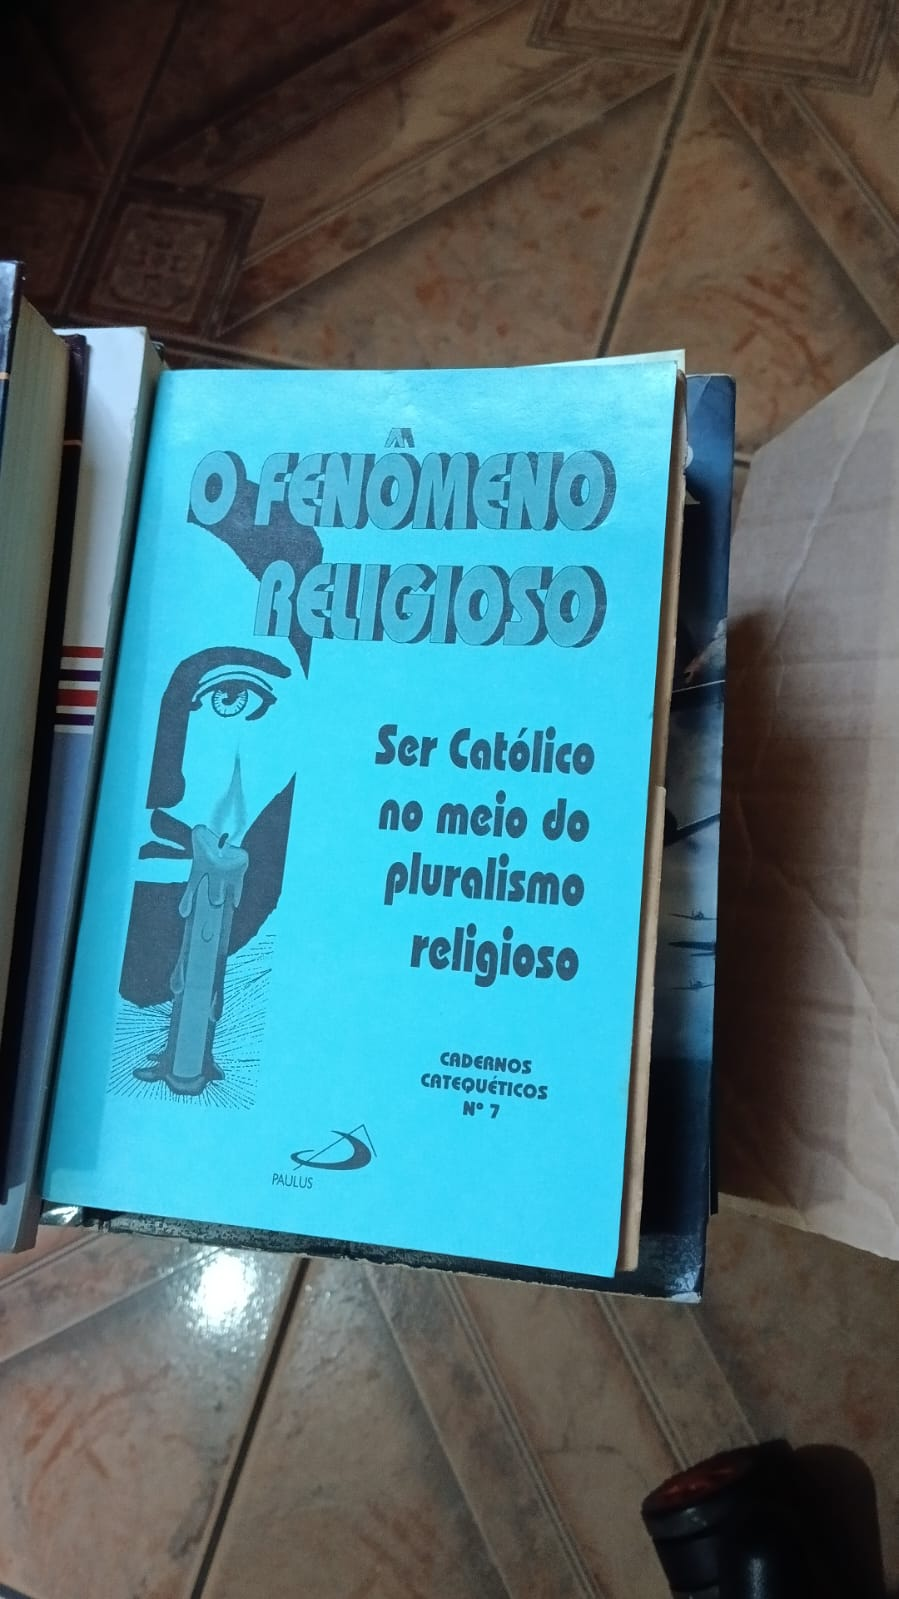 O FENÔMENO
RELIGIOSO
Ser Católico
no meio do
pluralismo
religioso
CADERNOS
CATEQUÉTICOS
Nº 7
PAULUS